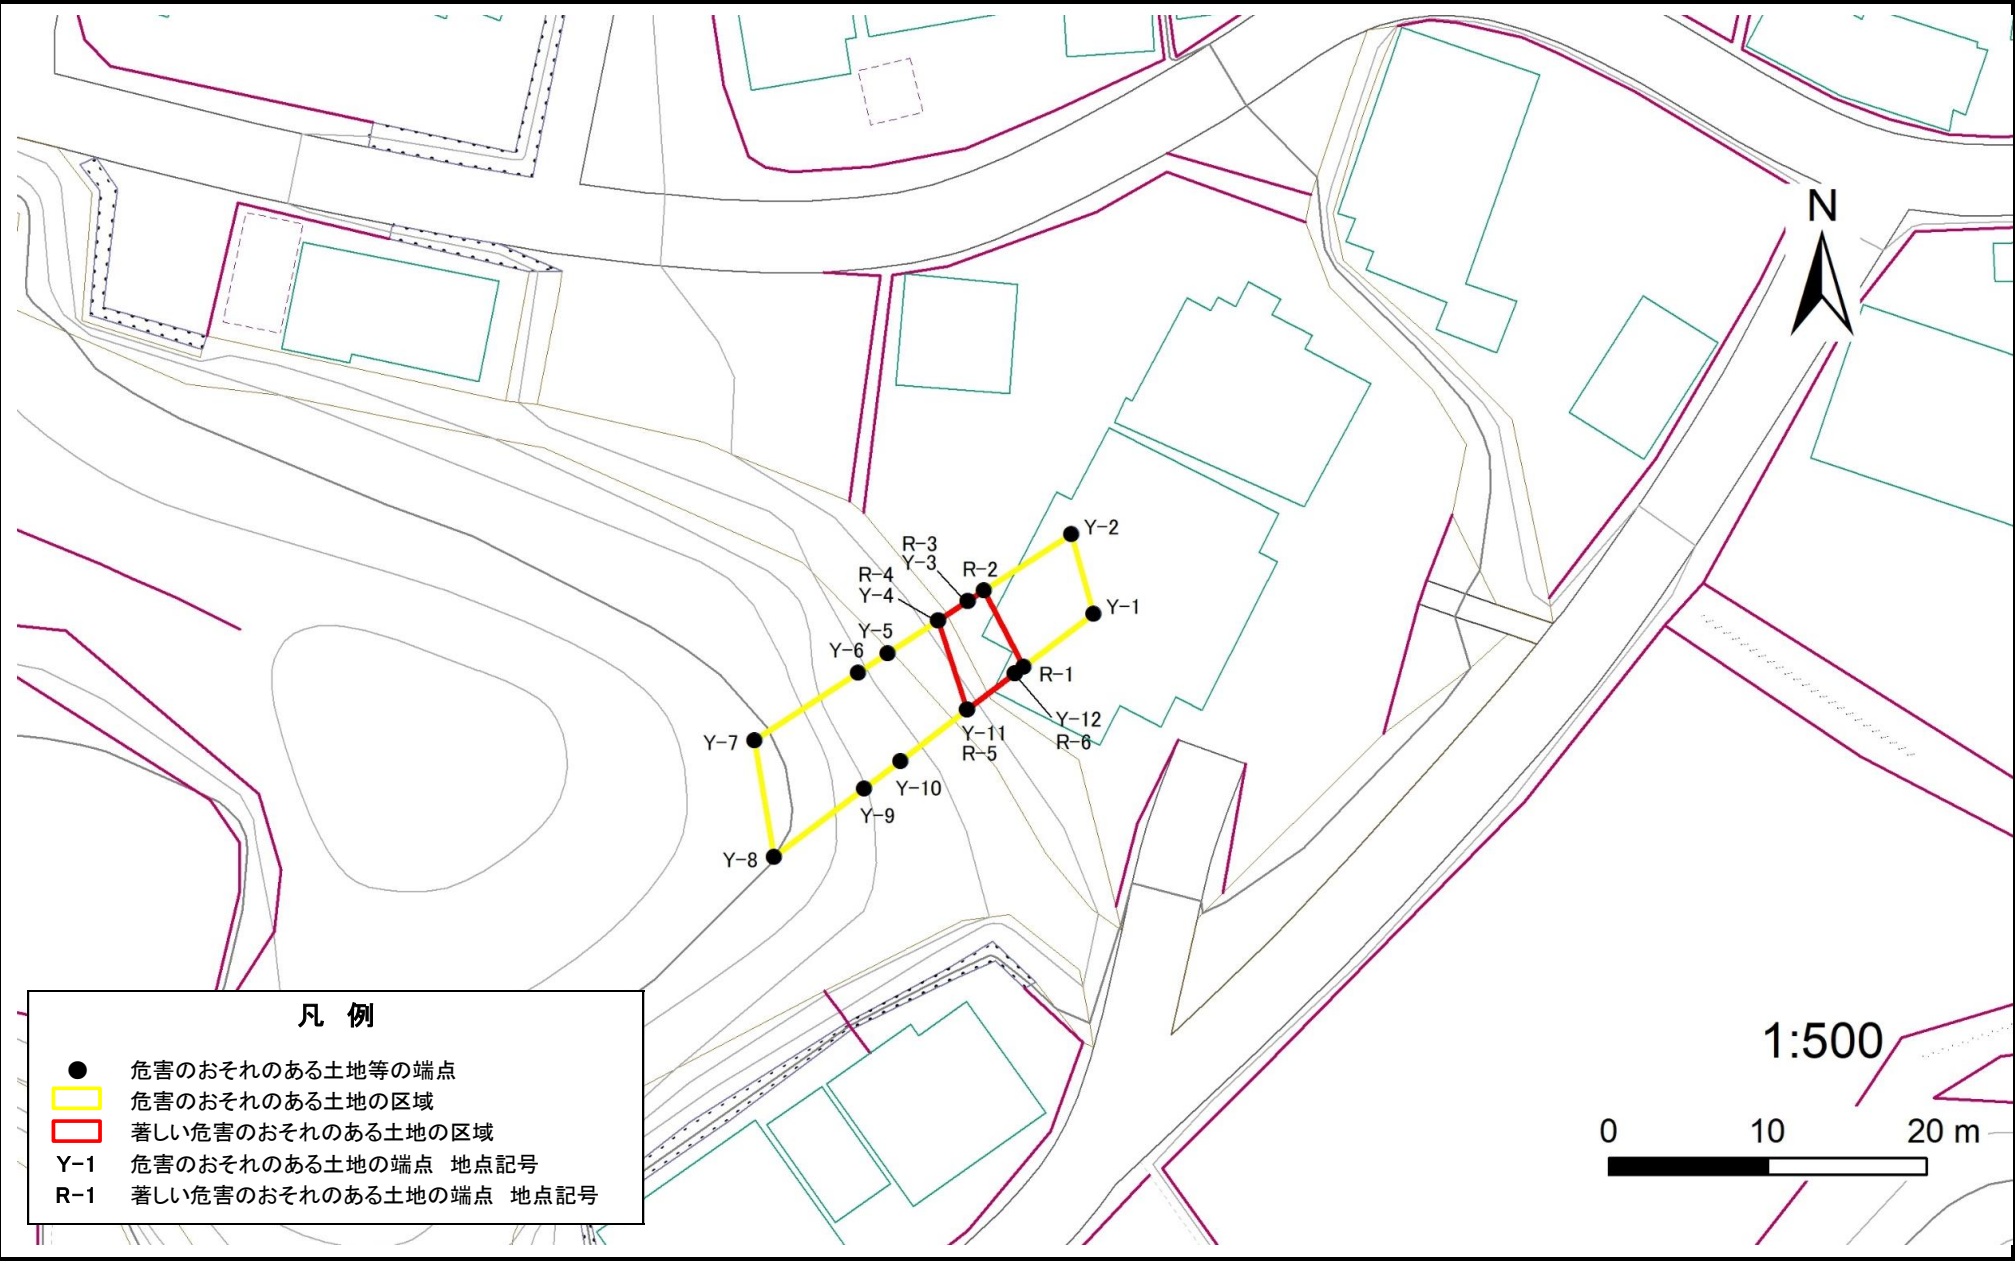 N
Y-2
R-3
Y-3
R-2
R-4
Y-4
Y-1
Y-5
Y-6
R-1
Y-12
R-6
Y-11
R-5
Y-7
Y-10
Y-9
Y-8
凡 例
危害のおそれのある土地等の端点
危害のおそれのある土地の区域
著しい危害のおそれのある土地の区域
Y-1 危害のおそれのある土地の端点 地点記号
R-1 著しい危害のおそれのある土地の端点 地点記号
1:500
0 10 20 m